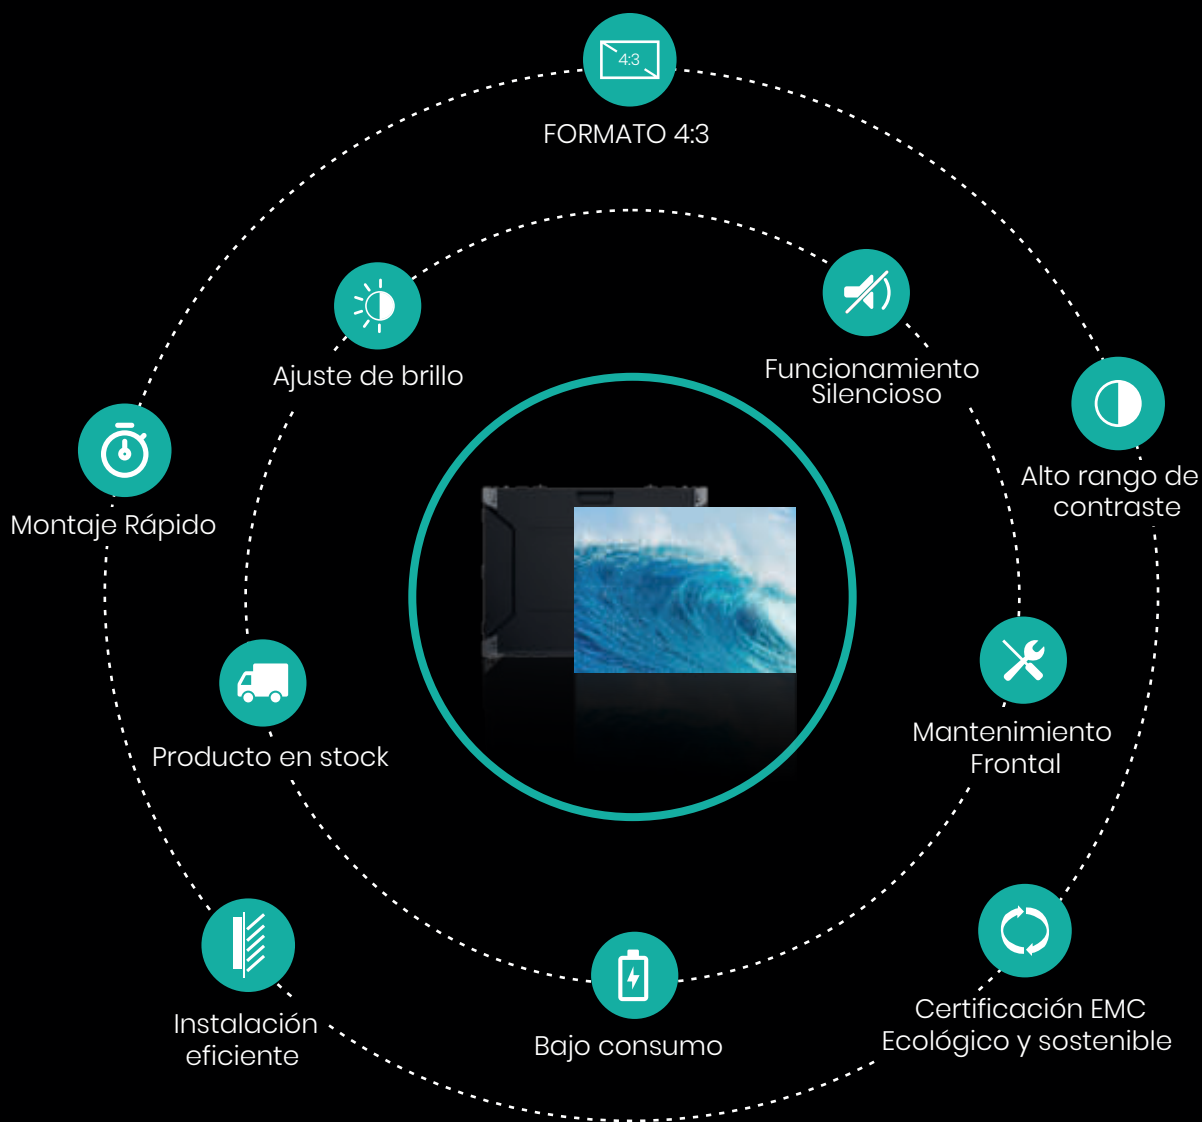 4:3
FORMATO 4:3
Ajuste de brillo
Funcionamiento
Silencioso
Alto rango de
contraste
Montaje Rápido
Mantenimiento
Frontal
Producto en stock
Certificación EMC
Ecológico y sostenible
Instalación
eficiente
Bajo consumo